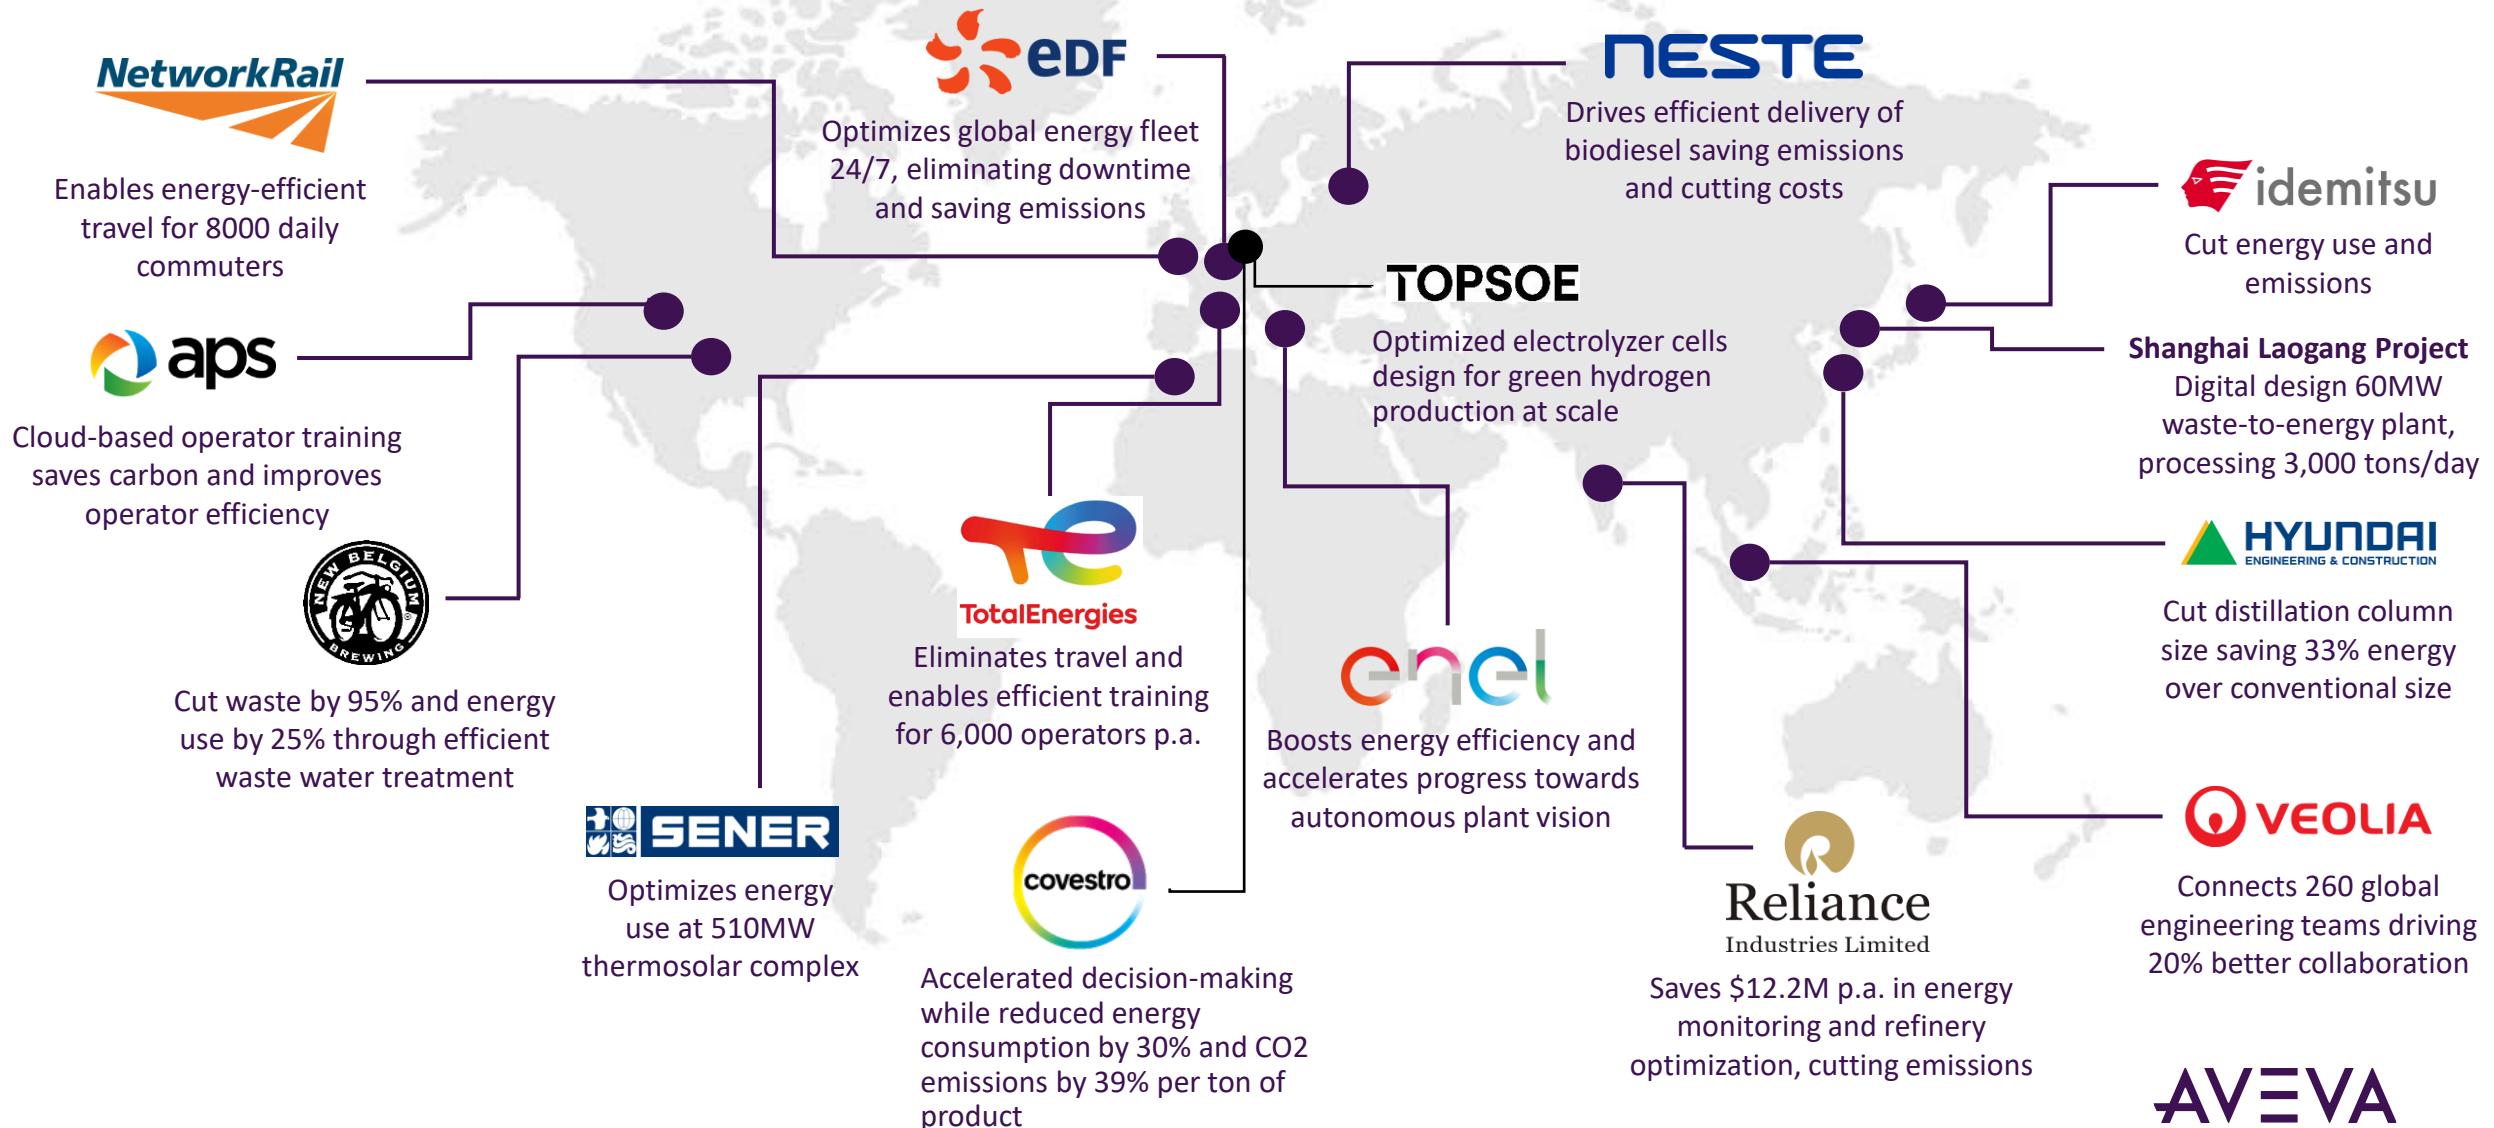 NetworkRail
Enables energy-efficient
travel for 8000 daily
commuters
eDF
Optimizes global energy fleet
24/7, eliminating downtime
and saving emissions
NESTE
Drives efficient delivery of
biodiesel saving emissions
and cutting costs
idemitsu
Cut energy use and
emissions
aps
Cloud-based operator training
saves carbon and improves
operator efficiency
TOPSOE
Optimized electrolyzer cells
design for green hydrogen
production at scale
Shanghai Laogang Project
Digital design 60MW
waste-to-energy plant,
processing 3,000 tons/day
NEW BELGIUM
BREWING
®
Cut waste by 95% and energy
use by 25% through efficient
waste water treatment
TotalEnergies
Eliminates travel and
enables efficient training
for 6,000 operators p.a.
enel
Boosts energy efficiency and
accelerates progress towards
autonomous plant vision
HYUNDAI
ENGINEERING & CONSTRUCTION
Cut distillation column
size saving 33% energy
over conventional size
SENER
Optimizes energy
use at 510MW
thermosolar complex
covestro
Accelerated decision-making
while reduced energy
consumption by 30% and CO2
emissions by 39% per ton of
product
Reliance
Industries Limited
Saves $12.2M p.a. in energy
monitoring and refinery
optimization, cutting emissions
VEOLIA
Connects 260 global
engineering teams driving
20% better collaboration
AVEVA